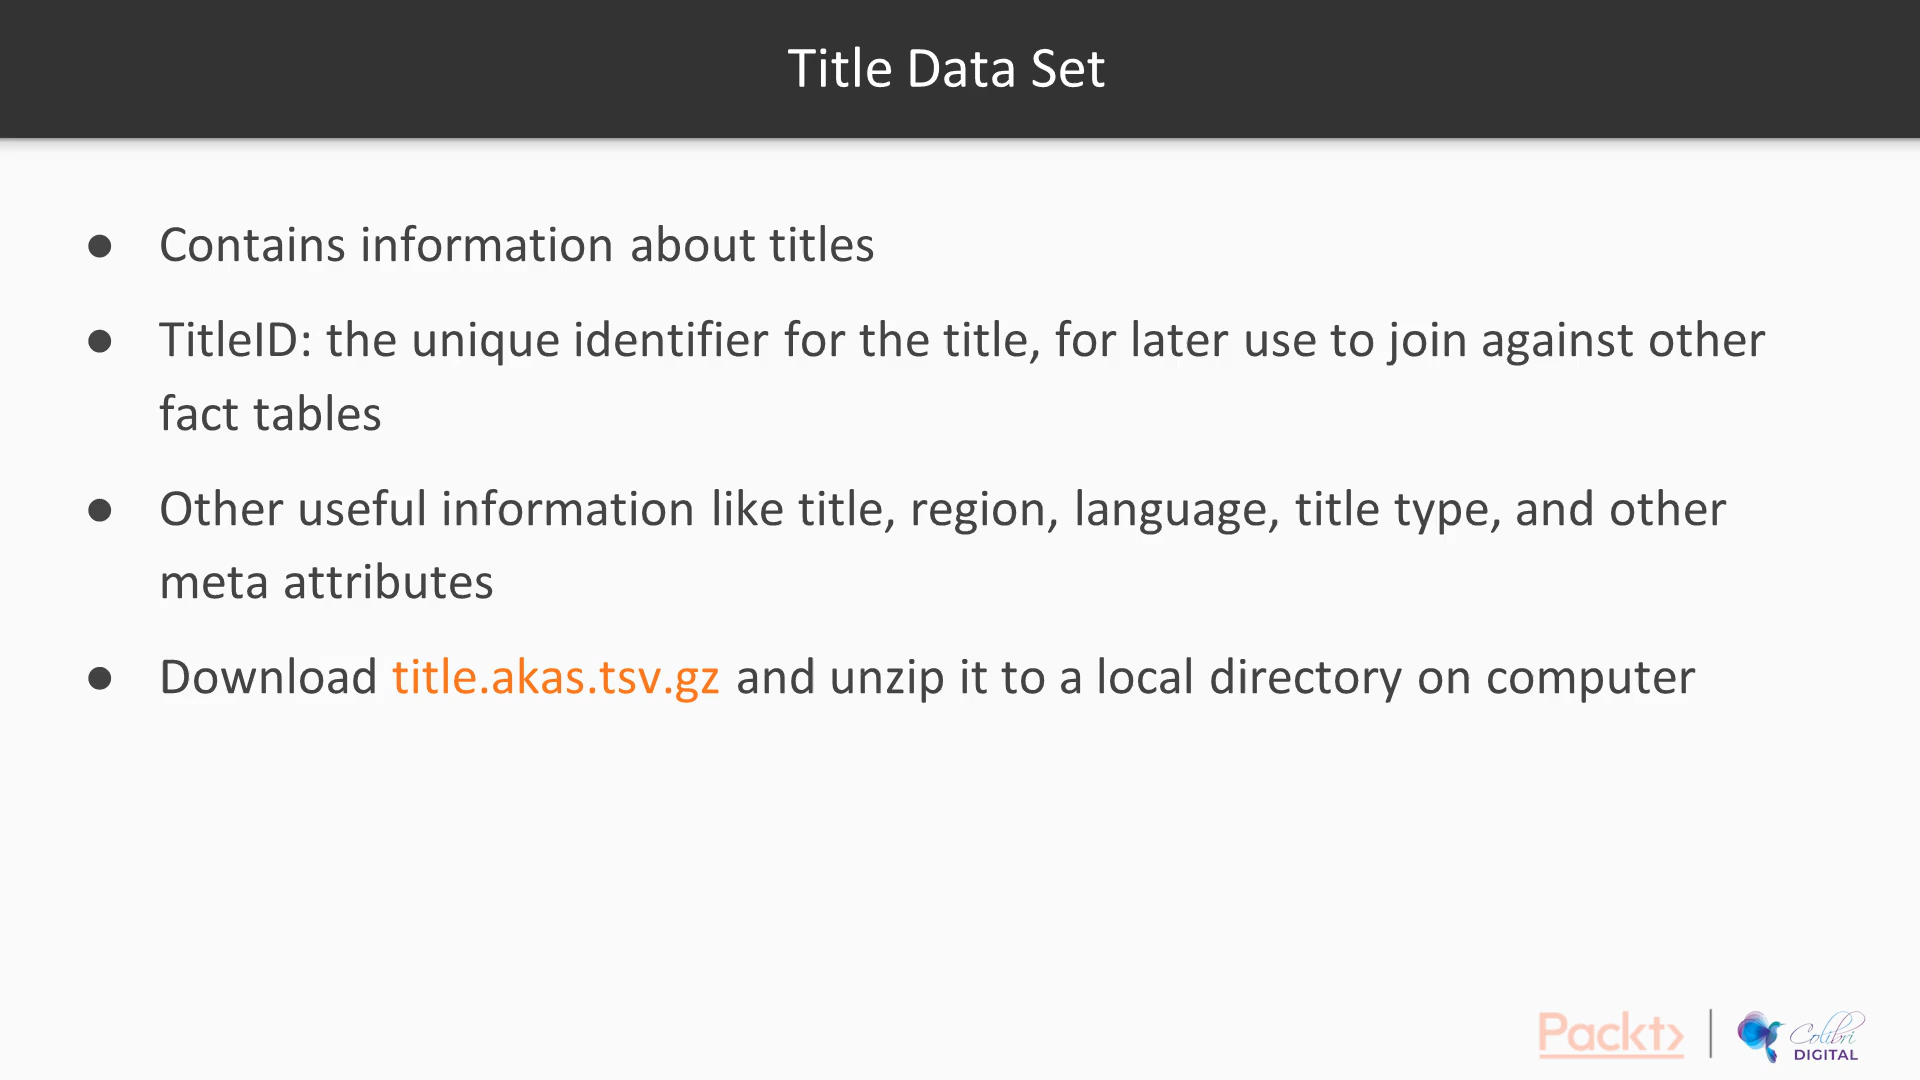 Title Data Set
● Contains information about titles
● TitleID: the unique identifier for the title, for later use to join against other
fact tables
● Other useful information like title, region, language, title type, and other
meta attributes
● Download title.akas.tsv.gz and unzip it to a local directory on computer
Packt>
Colibri
DIGITAL